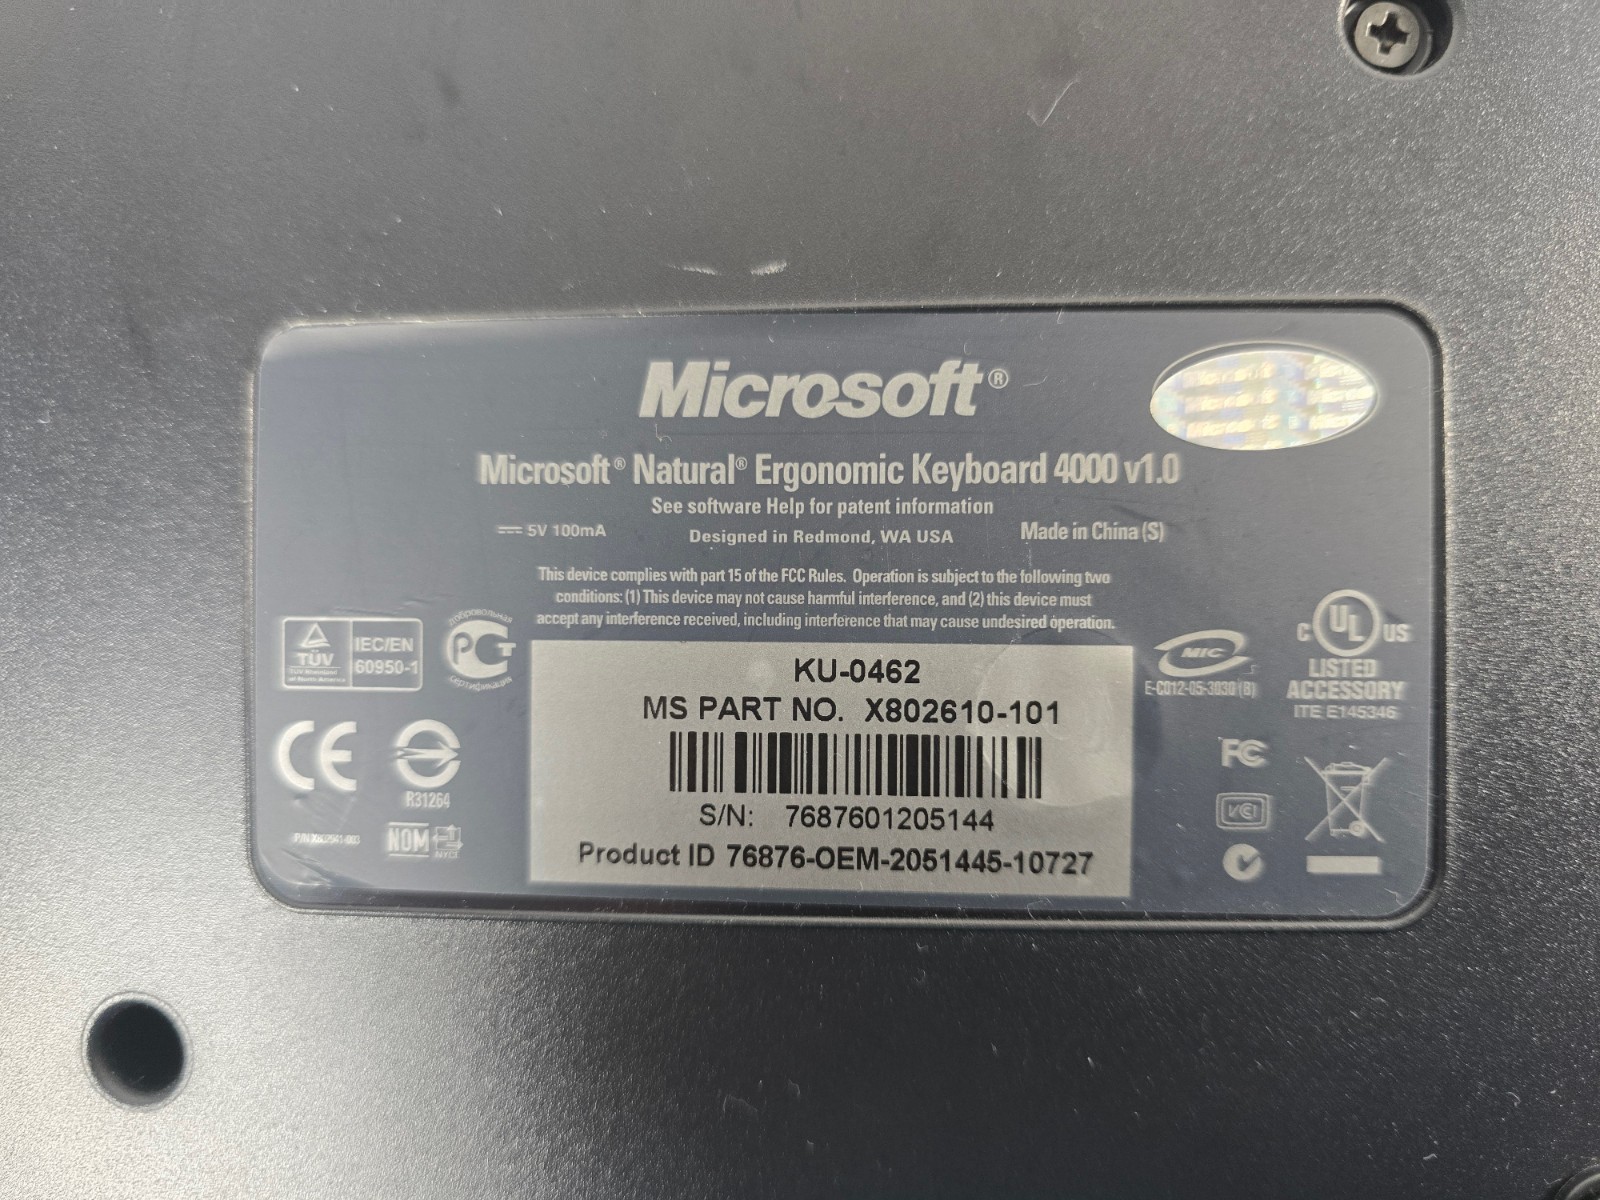 Microsoft®
Microsoft® Natural® Ergonomic Keyboard 4000 v1.0
See software Help for patent information
5V 100mA
Designed in Redmond, WA USA
Made in China (S)
This device complies with part 15 of the FCC Rules. Operation is subject to the following two
conditions: (1) This device may not cause harmful interference, and (2) this device must
accept any interference received, including interference that may cause undesired operation.
TÜV
IEC/EN
60950-1
добровольная
РСТ
сертификация
CE
R31264
NOM
NYCE
KU-0462
MS PART NO. X802610-101
S/N: 7687601205144
Product ID 76876-OEM-2051445-10727
MIC
E-C012-05-3030 (B)
C UL US
LISTED
ACCESSORY
ITE E145346
FC
VCI